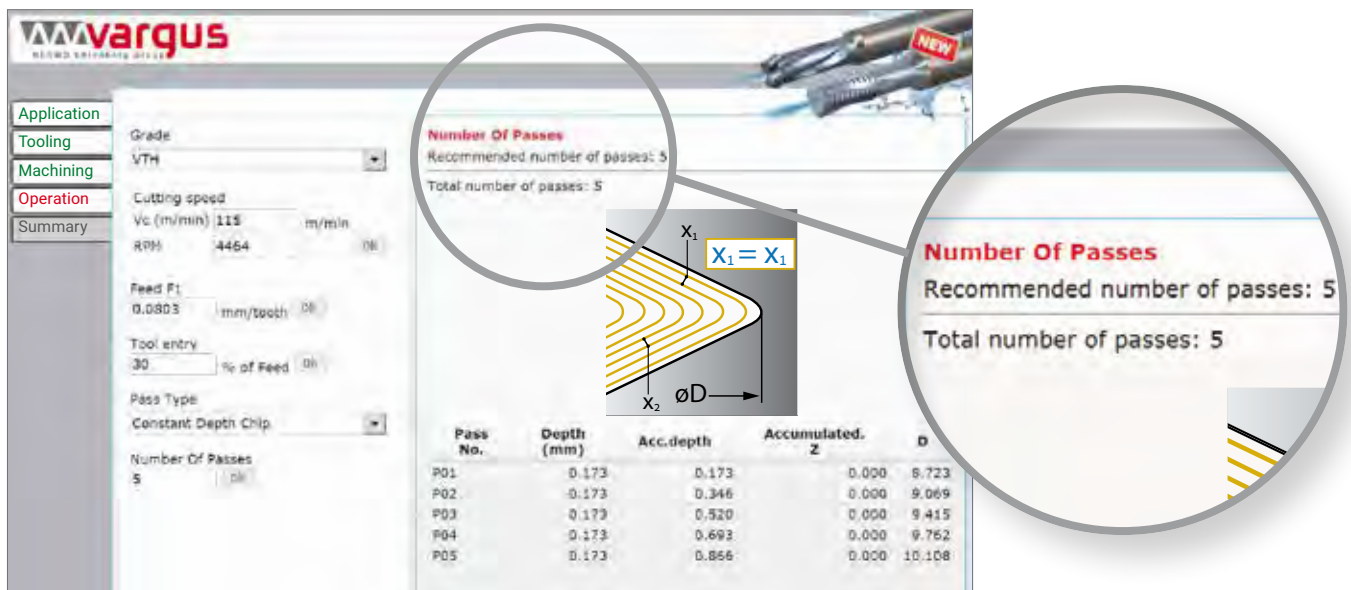 vargus
NEW
Application
Tooling
Machining
Operation
Summary
Grade
VTH
Cutting speed
Vc (m/min) 115 m/min
RPM 4464 Ok
Feed Ft
0.0803 mm/tooth Ok
Tool entry
30 % of Feed Ok
Pass Type
Constant Depth Chip
Number Of Passes
5 Ok
Number Of Passes
Recommended number of passes: 5
Total number of passes: 5
X₁
X₁ = X₁
X₂
øD
Pass No. Depth (mm) Acc.depth Accumulated. Z D
P01 0.173 0.173 0.000 8.723
P02 0.173 0.346 0.000 9.069
P03 0.173 0.520 0.000 9.415
P04 0.173 0.693 0.000 9.762
P05 0.173 0.866 0.000 10.108
Number Of Passes
Recommended number of passes: 5
Total number of passes: 5